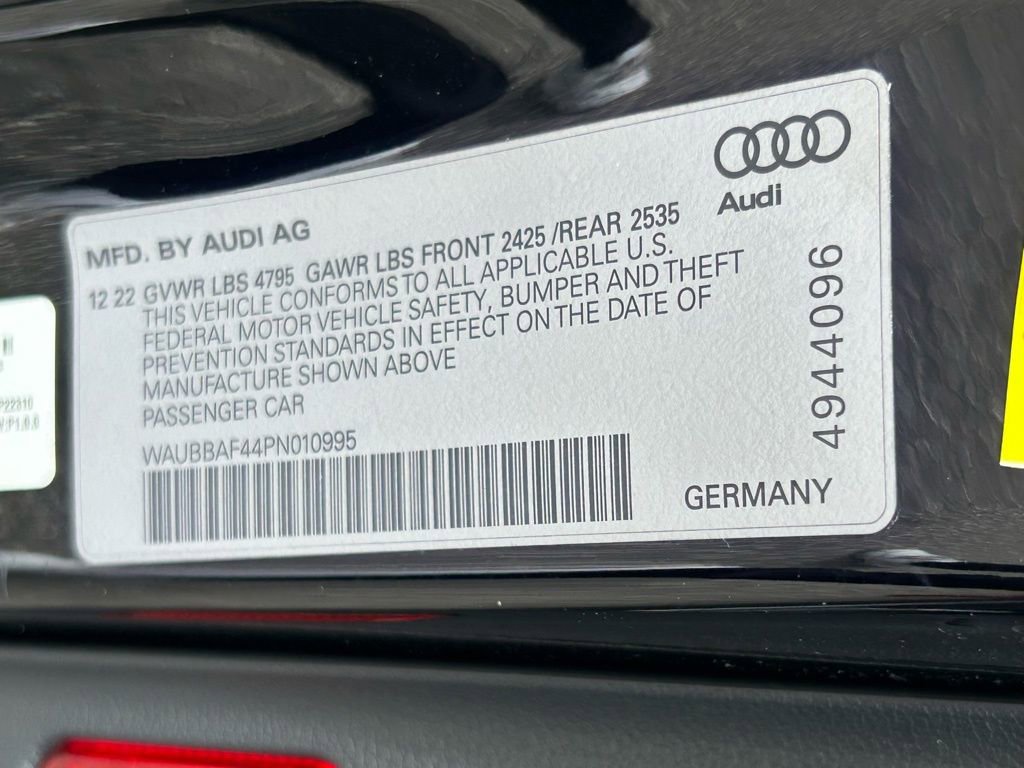 Audi
MFD. BY AUDI AG
12 22 GVWR LBS 4795 GAWR LBS FRONT 2425 /REAR 2535
THIS VEHICLE CONFORMS TO ALL APPLICABLE U.S.
FEDERAL MOTOR VEHICLE SAFETY, BUMPER AND THEFT
PREVENTION STANDARDS IN EFFECT ON THE DATE OF
MANUFACTURE SHOWN ABOVE
PASSENGER CAR
WAUBBAF44PN010995
GERMANY
4944096
P22310